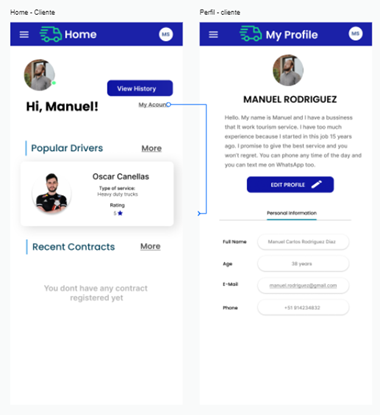 Home - Cliente
Home
MS
View History
Hi, Manuel!
My Acount
Popular Drivers
More
Oscar Canellas
Type of service:
Heavy duty trucks
Rating
5
Recent Contracts
More
You dont have any contract
registered yet
Perfil - cliente
My Profile
MS
MANUEL RODRIGUEZ
Hello. My name is Manuel and I have a bussiness
that it work tourism service. I have too much
experience because I started in this job 15 years
ago. I promise to give the best service and you
won't regret. You can phone any time of the day and
you can test me on WhatsApp too.
EDIT PROFILE
Personal Information
Full Name
Manuel Carlos Rodriguez Diaz
Age
38 years
E-Mail
manuel.rodriguez@gmail.com
Phone
+51 914234832